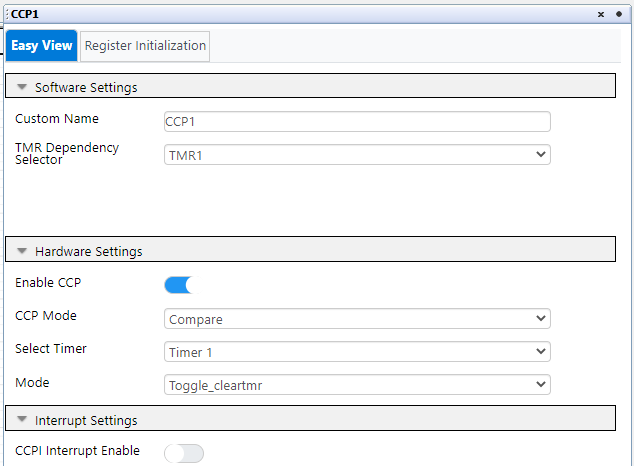 CCP1
Easy View
Register Initialization
Software Settings
Custom Name
CCP1
TMR Dependency
Selector
TMR1
Hardware Settings
Enable CCP
CCP Mode
Compare
Select Timer
Timer 1
Mode
Toggle_cleartmr
Interrupt Settings
CCPI Interrupt Enable